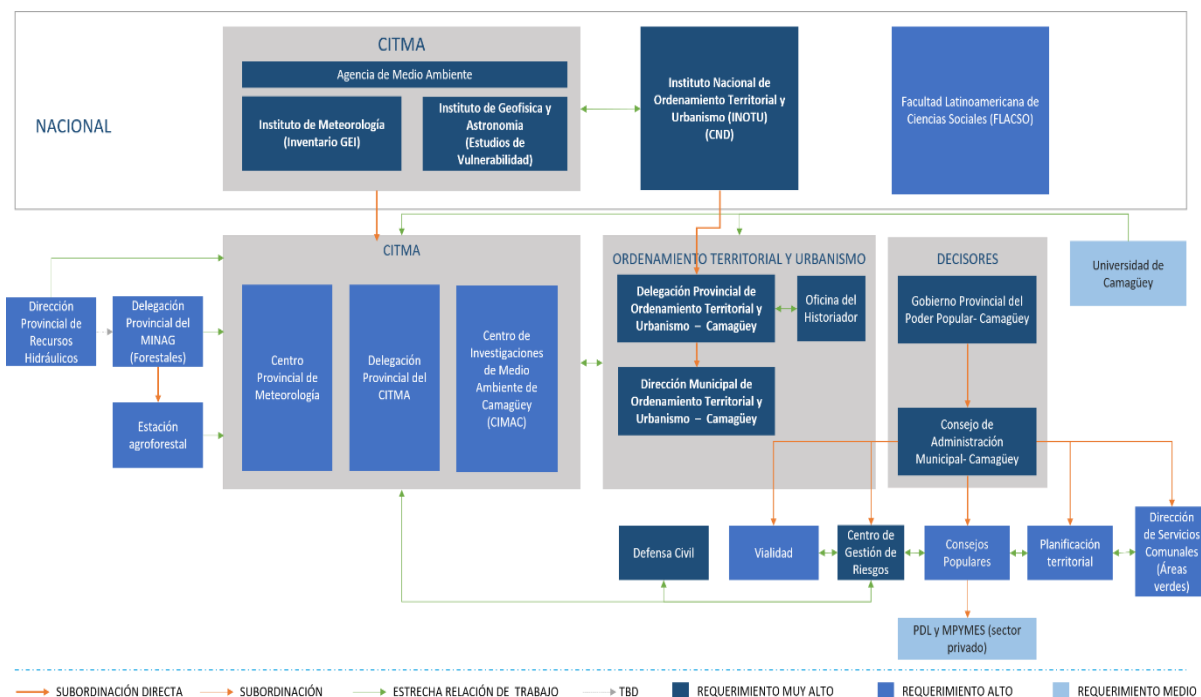 CITMA
Agencia de Medio Ambiente
Instituto de Meteorología
(Inventario GEI)
Instituto de Geofisica y
Astronomia
(Estudios de
Vulnerabilidad)
Instituto Nacional de
Ordenamiento Territorial y
Urbanismo (INOTU)
(CND)
Facultad Latinoamericana de
Ciencias Sociales (FLACSO)
NACIONAL
CITMA
ORDENAMIENTO TERRITORIAL Y URBANISMO
DECISORES
Universidad de
Camagüey
Dirección
Provincial de
Recursos
Hidráulicos
Delegación
Provincial del
MINAG
(Forestales)
Estación
agroforestal
Centro
Provincial de
Meteorología
Delegación
Provincial del
CITMA
Centro de
Investigaciones
de Medio
Ambiente de
Camagüey
(CIMAC)
Delegación Provincial de
Ordenamiento Territorial y
Urbanismo – Camagüey
Oficina del
Historiador
Dirección Municipal de
Ordenamiento Territorial y
Urbanismo – Camagüey
Gobierno Provincial del
Poder Popular- Camagüey
Consejo de
Administración
Municipal- Camagüey
Defensa Civil
Vialidad
Centro de
Gestión de
Riesgos
Consejos
Populares
Planificación
territorial
Dirección
de Servicios
Comunales
(Áreas
verdes)
PDL y MPYMES (sector
privado)
SUBORDINACIÓN DIRECTA
SUBORDINACIÓN
ESTRECHA RELACIÓN DE TRABAJO
TBD
REQUERIMIENTO MUY ALTO
REQUERIMIENTO ALTO
REQUERIMIENTO MEDIO